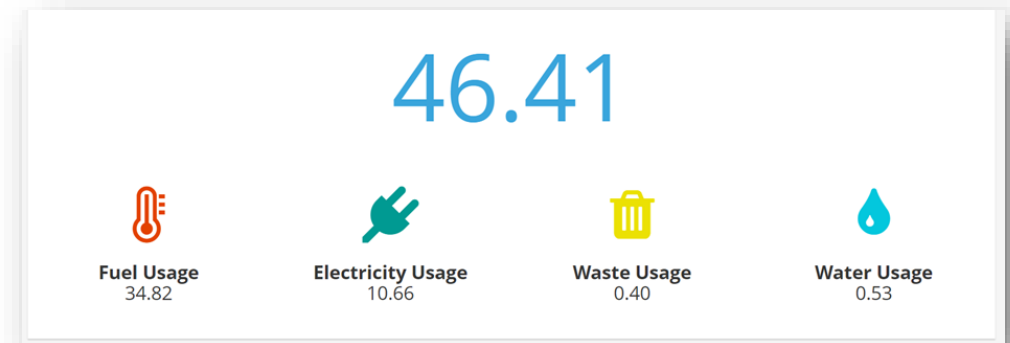 46.41
Fuel Usage
34.82
Electricity Usage
10.66
Waste Usage
0.40
Water Usage
0.53